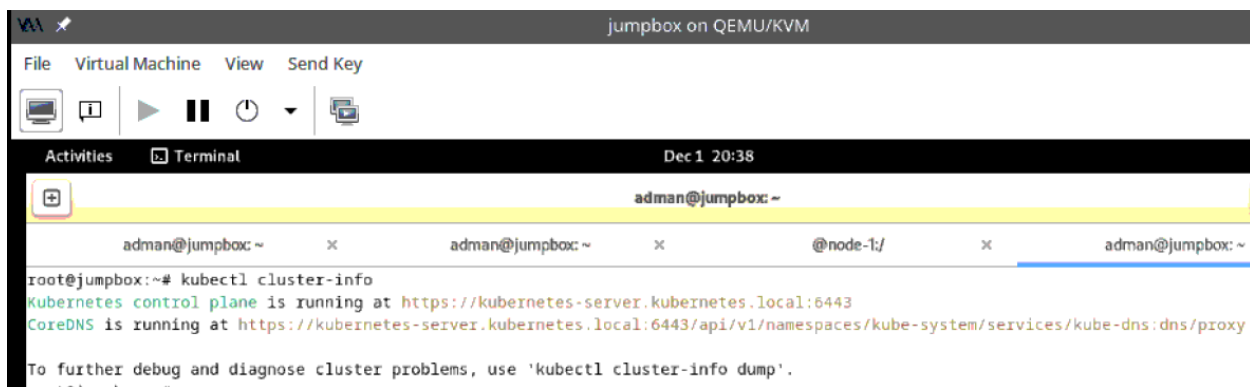 jumpbox on QEMU/KVM
File Virtual Machine View Send Key
Activities Terminal Dec 1 20:38
adman@jumpbox: ~
adman@jumpbox: ~ × adman@jumpbox: ~ × @node-1:/ × adman@jumpbox: ~
root@jumpbox:~# kubectl cluster-info
Kubernetes control plane is running at https://kubernetes-server.kubernetes.local:6443
CoreDNS is running at https://kubernetes-server.kubernetes.local:6443/api/v1/namespaces/kube-system/services/kube-dns:dns/proxy
To further debug and diagnose cluster problems, use 'kubectl cluster-info dump'.